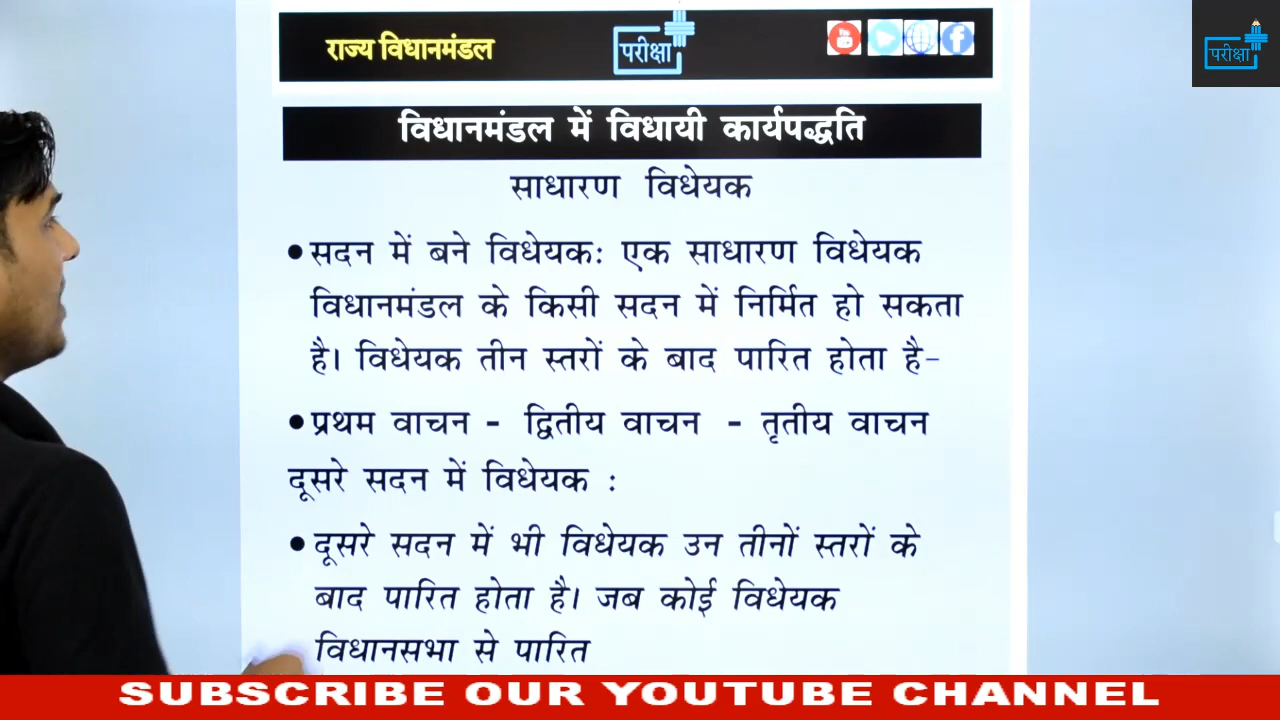 राज्य विधानमंडल
परीक्षा
परीक्षा
विधानमंडल में विधायी कार्यपद्धति
साधारण विधेयक
•सदन में बने विधेयक: एक साधारण विधेयक
विधानमंडल के किसी सदन में निर्मित हो सकता
है। विधेयक तीन स्तरों के बाद पारित होता है-
•प्रथम वाचन - द्वितीय वाचन - तृतीय वाचन
दूसरे सदन में विधेयक :
•दूसरे सदन में भी विधेयक उन तीनों स्तरों के
बाद पारित होता है। जब कोई विधेयक
विधानसभा से पारित
SUBSCRIBE OUR YOUTUBE CHANNEL